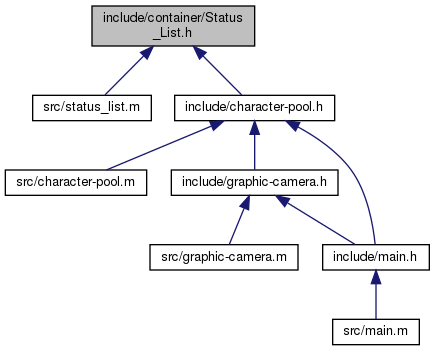 include/container/Status
_List.h
src/status_list.m
include/character-pool.h
src/character-pool.m
include/graphic-camera.h
src/graphic-camera.m
include/main.h
src/main.m